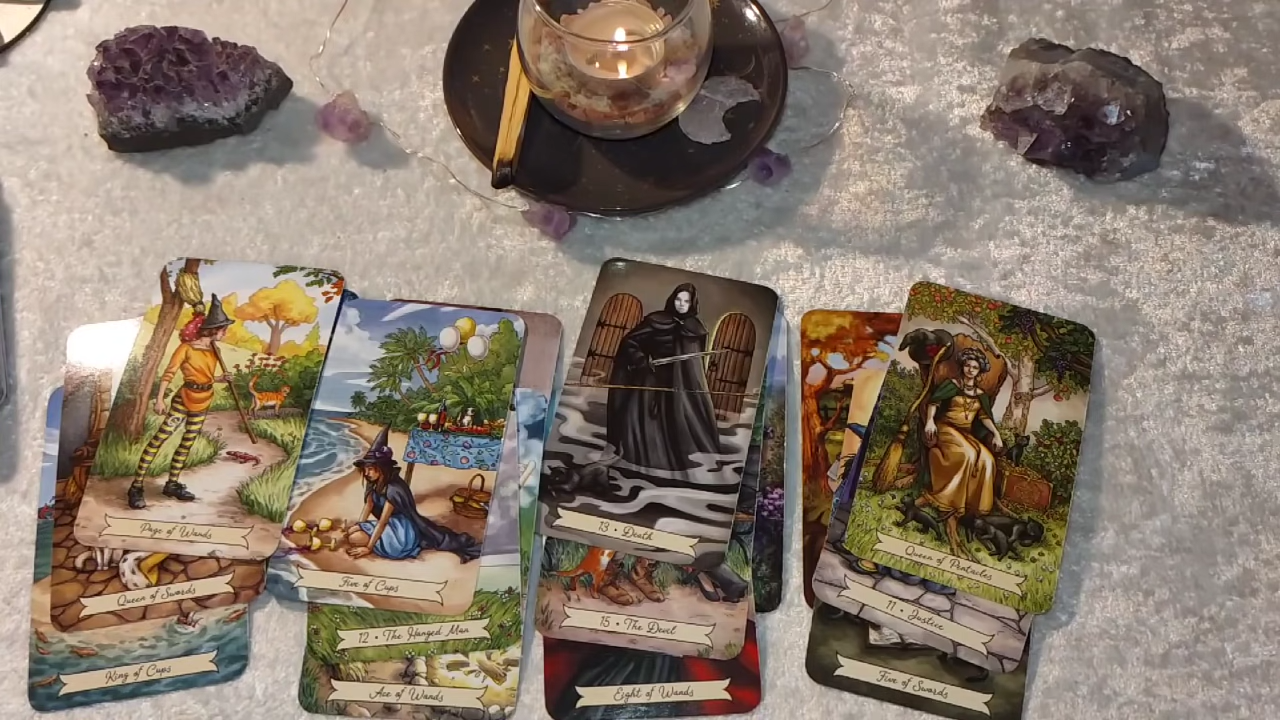 Page of Wands
Queen of Swords
King of Cups
Five of Cups
12 • The Hanged Man
Ace of Wands
13 • Death
15 • The Devil
Eight of Wands
Queen of Pentacles
11 • Justice
Five of Swords